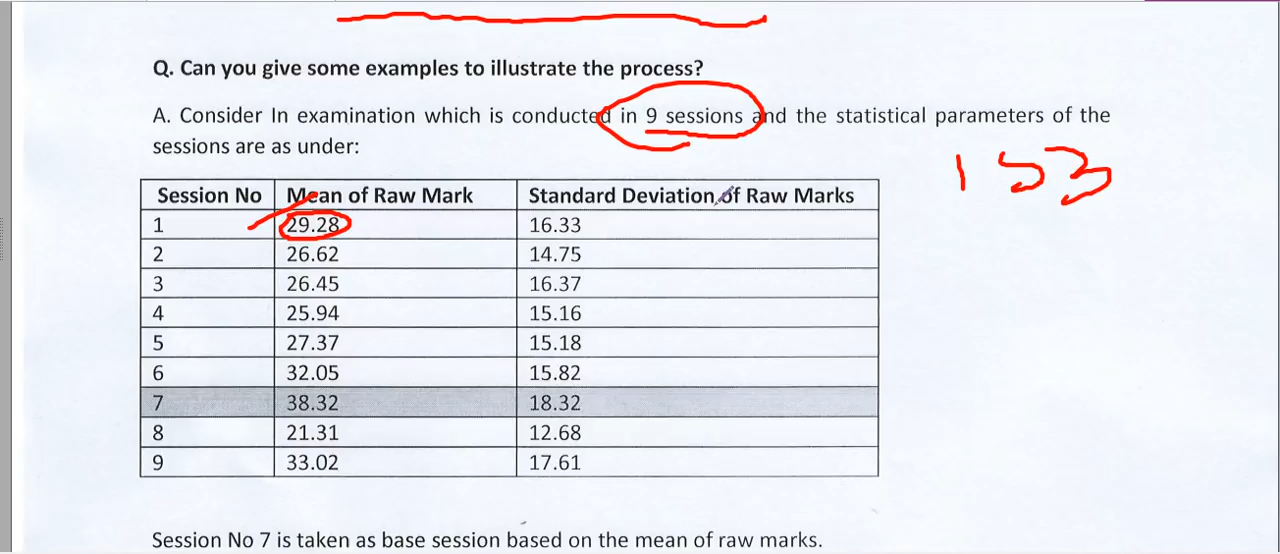 Q. Can you give some examples to illustrate the process?
A. Consider In examination which is conducted in 9 sessions and the statistical parameters of the
sessions are as under:
153
Session No Mean of Raw Mark Standard Deviation of Raw Marks
1 29.28 16.33
2 26.62 14.75
3 26.45 16.37
4 25.94 15.16
5 27.37 15.18
6 32.05 15.82
7 38.32 18.32
8 21.31 12.68
9 33.02 17.61
Session No 7 is taken as base session based on the mean of raw marks.